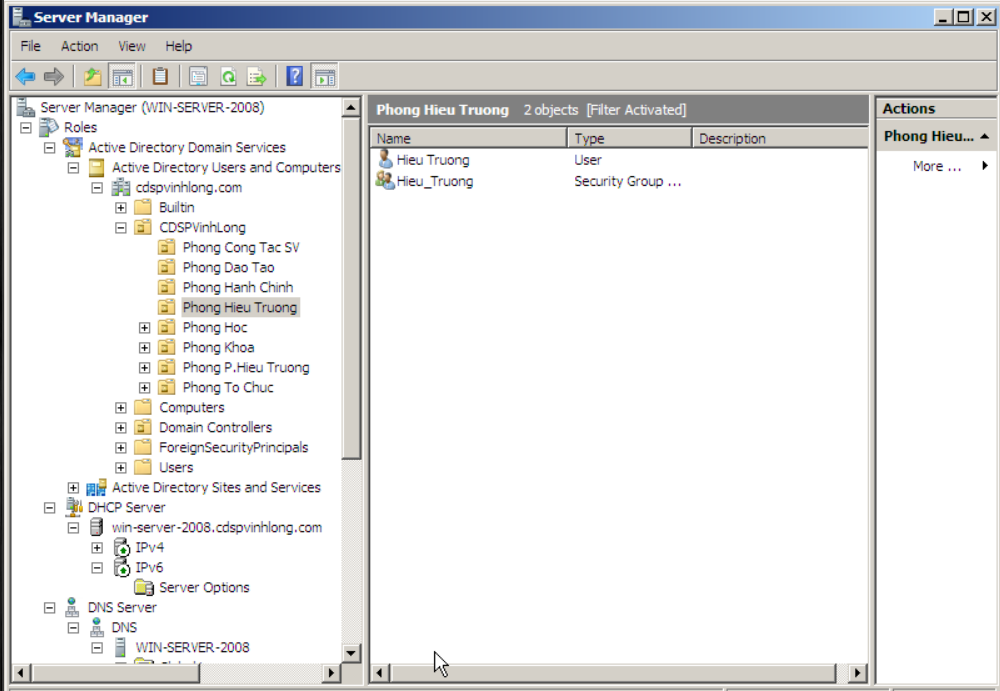 Server Manager
File Action View Help
Server Manager (WIN-SERVER-2008)
Roles
Active Directory Domain Services
Active Directory Users and Computers
cdspvinhlong.com
Builtin
CDSPVinhLong
Phong Cong Tac SV
Phong Dao Tao
Phong Hanh Chinh
Phong Hieu Truong
Phong Hoc
Phong Khoa
Phong P.Hieu Truong
Phong To Chuc
Computers
Domain Controllers
ForeignSecurityPrincipals
Users
Active Directory Sites and Services
DHCP Server
win-server-2008.cdspvinhlong.com
IPv4
IPv6
Server Options
DNS Server
DNS
WIN-SERVER-2008
Phong Hieu Truong 2 objects [Filter Activated]
Name Type Description
Hieu Truong User
Hieu_Truong Security Group ...
Actions
Phong Hieu...
More ...